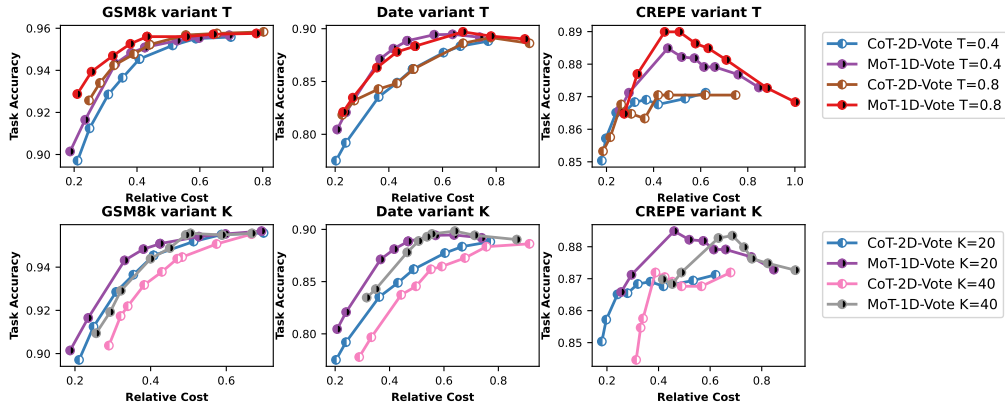 GSM8k variant T
Date variant T
CREPE variant T
Task Accuracy
0.96
0.94
0.92
0.90
0.2
0.4
0.6
0.8
Relative Cost
Task Accuracy
0.90
0.85
0.80
0.2
0.4
0.6
0.8
Relative Cost
Task Accuracy
0.89
0.88
0.87
0.86
0.85
0.2
0.4
0.6
0.8
1.0
Relative Cost
CoT-2D-Vote T=0.4
MoT-1D-Vote T=0.4
CoT-2D-Vote T=0.8
MoT-1D-Vote T=0.8
GSM8k variant K
Date variant K
CREPE variant K
Task Accuracy
0.94
0.92
0.90
0.2
0.4
0.6
Relative Cost
Task Accuracy
0.90
0.85
0.80
0.2
0.4
0.6
0.8
Relative Cost
Task Accuracy
0.88
0.87
0.86
0.85
0.2
0.4
0.6
0.8
Relative Cost
CoT-2D-Vote K=20
MoT-1D-Vote K=20
CoT-2D-Vote K=40
MoT-1D-Vote K=40